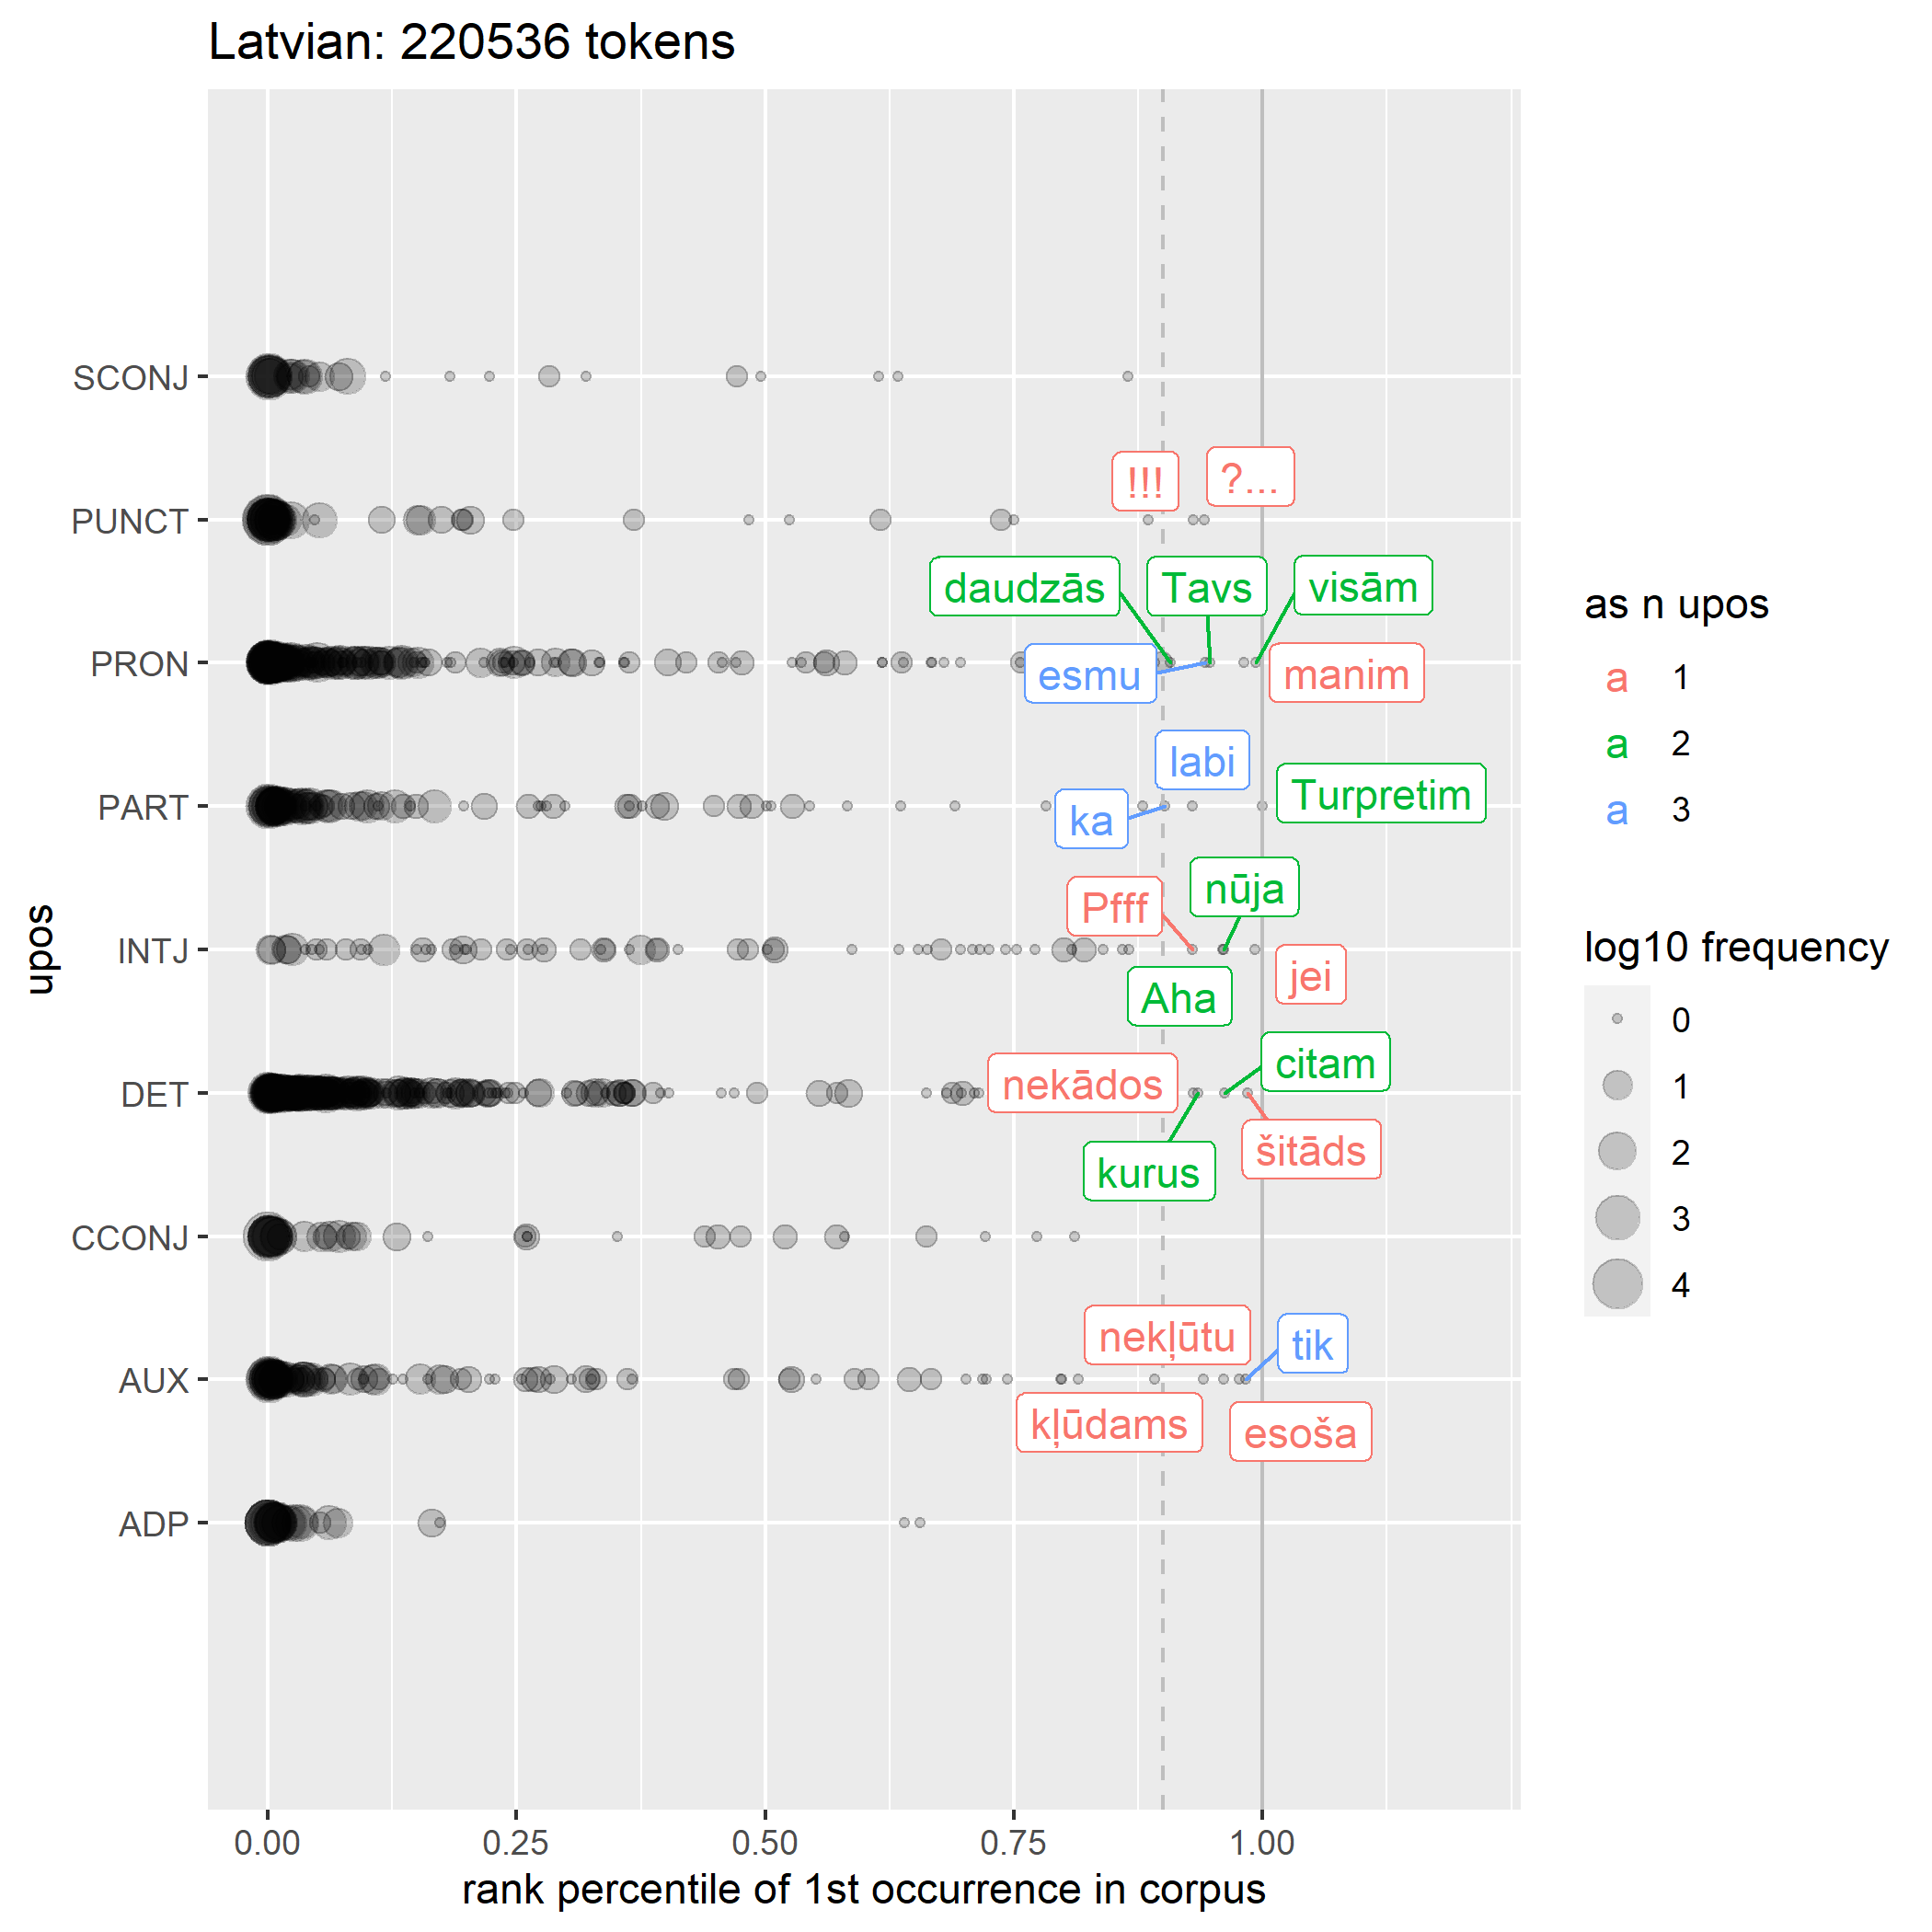 Latvian: 220536 tokens
upos
SCONJ
PUNCT
!!!
?...
PRON
daudzās
Tavs
visām
esmu
manim
PART
labi
ka
Turpretim
INTJ
Pfff
nūja
Aha
jei
DET
nekādos
citam
kurus
šitāds
CCONJ
AUX
nekļūtu
tik
kļūdams
esoša
ADP
0.00
0.25
0.50
0.75
1.00
rank percentile of 1st occurrence in corpus
as n upos
a 1
a 2
a 3
log10 frequency
0
1
2
3
4